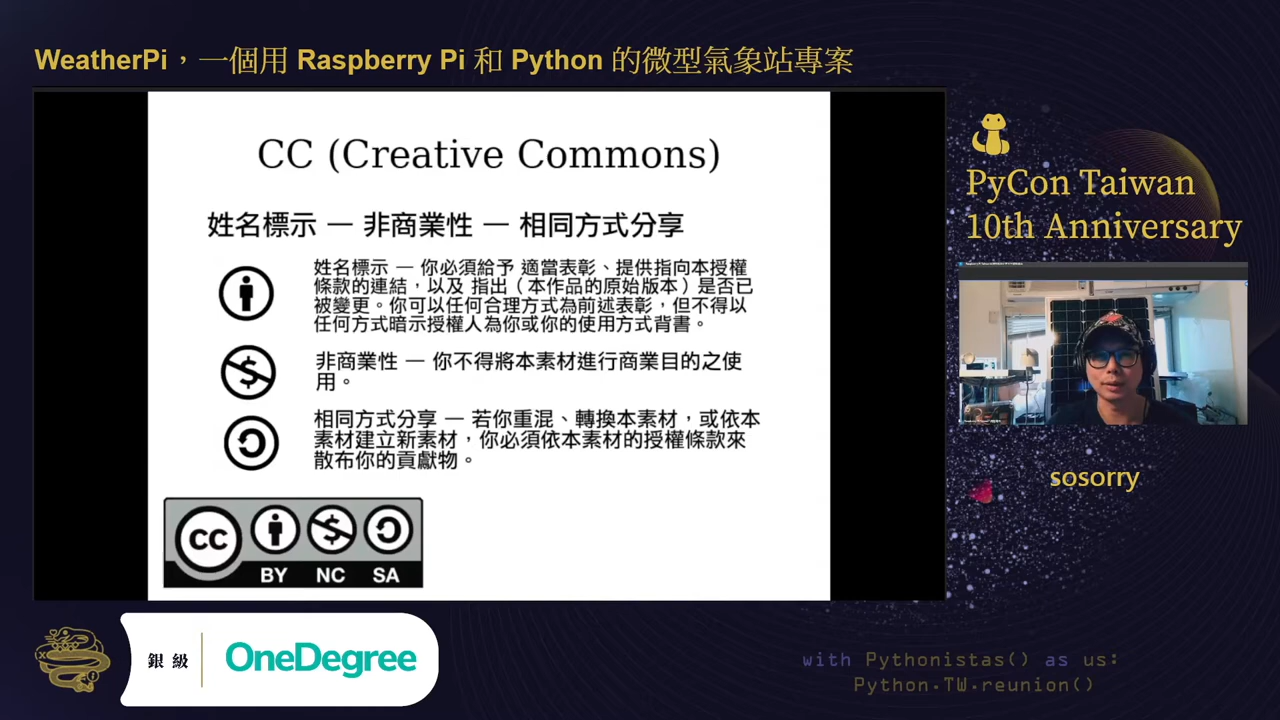 WeatherPi，一個用 Raspberry Pi 和 Python 的微型氣象站專案
CC (Creative Commons)
姓名標示 — 非商業性 — 相同方式分享
姓名標示 — 你必須給予 適當表彰、提供指向本授權
條款的連結，以及 指出（本作品的原始版本）是否已
被變更。你可以任何合理方式為前述表彰，但不得以
任何方式暗示授權人為你或你的使用方式背書。
非商業性 — 你不得將本素材進行商業目的之使
用。
相同方式分享 — 若你重混、轉換本素材，或依本
素材建立新素材，你必須依本素材的授權條款來
散布你的貢獻物。
CC
BY NC SA
PyCon Taiwan
10th Anniversary
sosorry
銀級
OneDegree
with Pythonistas() as us:
Python.TW.reunion()